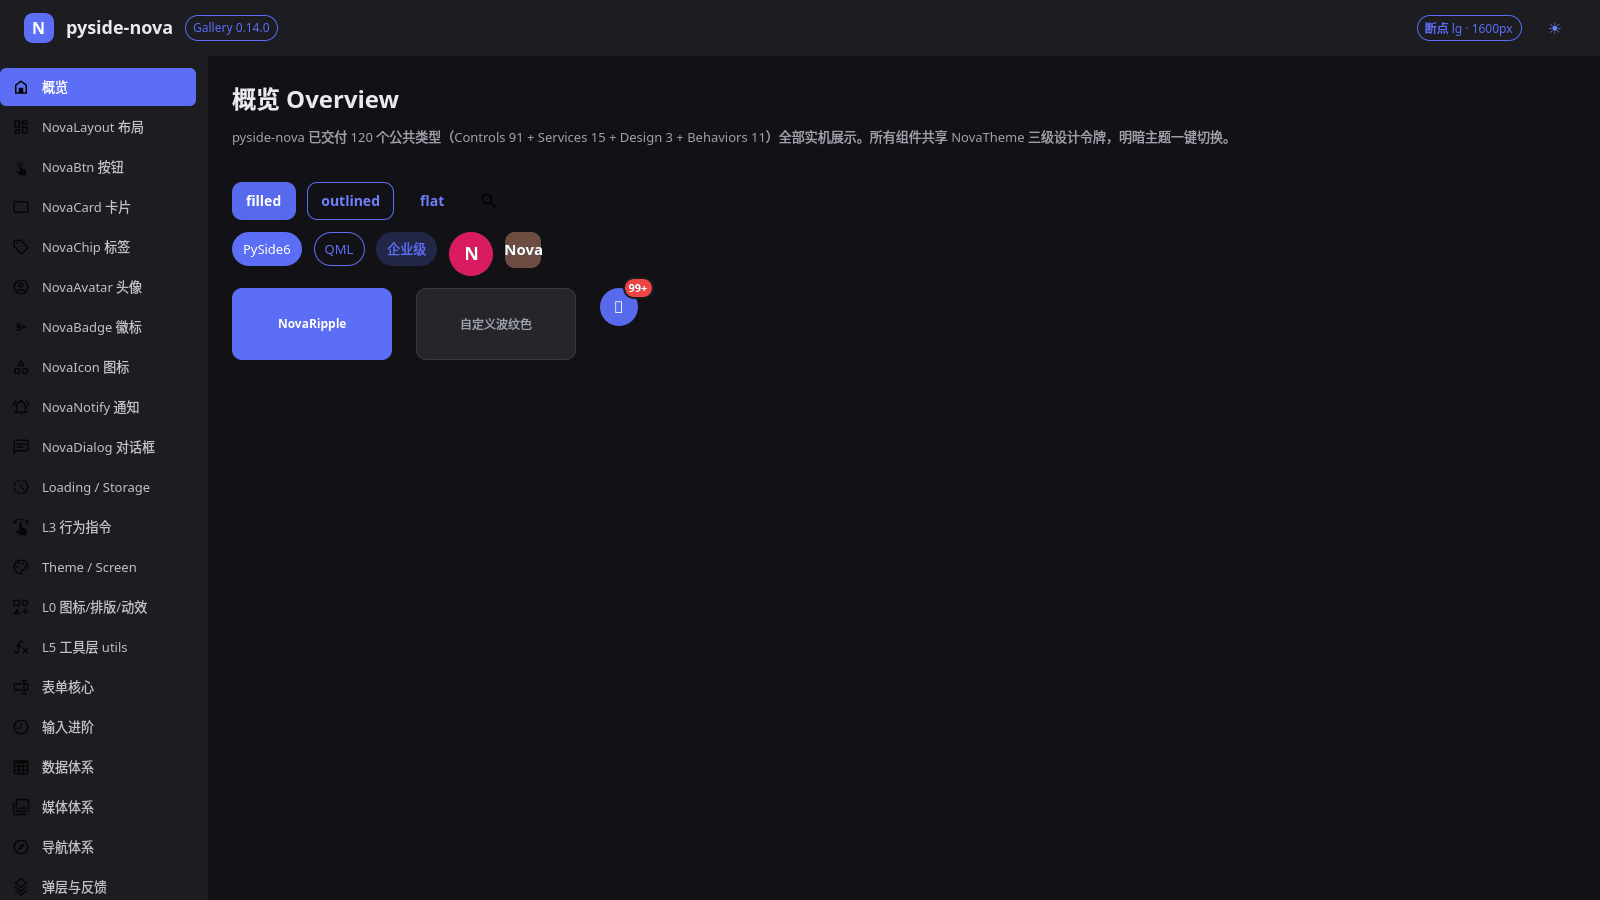 N pyside-nova Gallery 0.14.0 断点 lg · 1600px
概览
NovaLayout 布局
NovaBtn 按钮
NovaCard 卡片
NovaChip 标签
NovaAvatar 头像
9+ NovaBadge 徽标
NovaIcon 图标
NovaNotify 通知
NovaDialog 对话框
Loading / Storage
L3 行为指令
Theme / Screen
L0 图标/排版/动效
L5 工具层 utils
表单核心
输入进阶
数据体系
媒体体系
导航体系
弹层与反馈
概览 Overview
pyside-nova 已交付 120 个公共类型（Controls 91 + Services 15 + Design 3 + Behaviors 11）全部实机展示。所有组件共享 NovaTheme 三级设计令牌，明暗主题一键切换。
filled outlined flat
PySide6 QML 企业级 N Nova
NovaRipple 自定义波纹色 99+